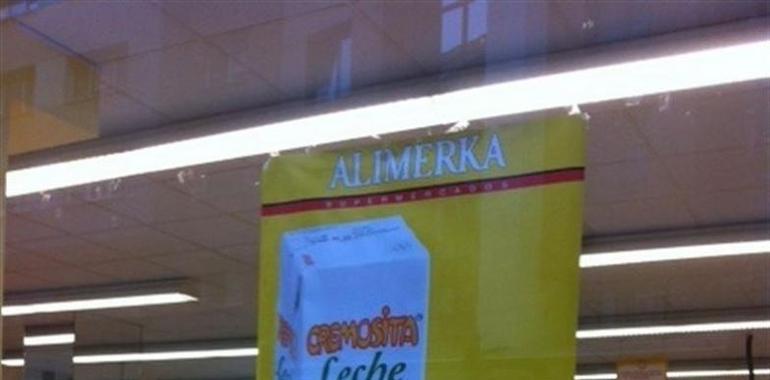 ALIMERKA
SUPERMERCADOS
CREMOSITA
Leche